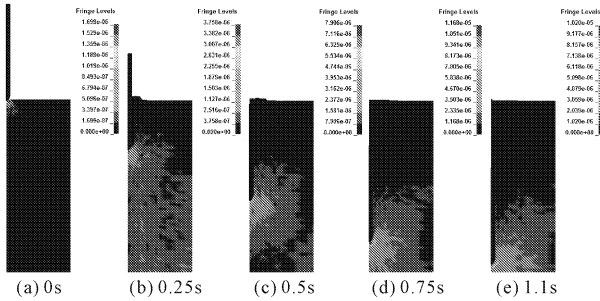 Fringe Levels
1.699e-06
1.529e-06
1.359e-06
1.189e-06
1.019e-06
8.493e-07
6.794e-07
5.096e-07
3.397e-07
1.699e-07
0.000e+00
Fringe Levels
3.758e-06
3.382e-06
3.007e-06
2.631e-06
2.255e-06
1.879e-06
1.503e-06
1.127e-06
7.516e-07
3.758e-07
0.000e+00
Fringe Levels
7.906e-06
7.116e-06
6.325e-06
5.534e-06
4.744e-06
3.953e-06
3.162e-06
2.372e-06
1.581e-06
7.906e-07
0.000e+00
Fringe Levels
1.168e-05
1.051e-05
9.341e-06
8.173e-06
7.005e-06
5.838e-06
4.670e-06
3.503e-06
2.335e-06
1.168e-06
0.000e+00
Fringe Levels
1.020e-05
9.177e-06
8.157e-06
7.138e-06
6.118e-06
5.098e-06
4.079e-06
3.059e-06
2.039e-06
1.020e-06
0.000e+00
(a) 0s
(b) 0.25s
(c) 0.5s
(d) 0.75s
(e) 1.1s